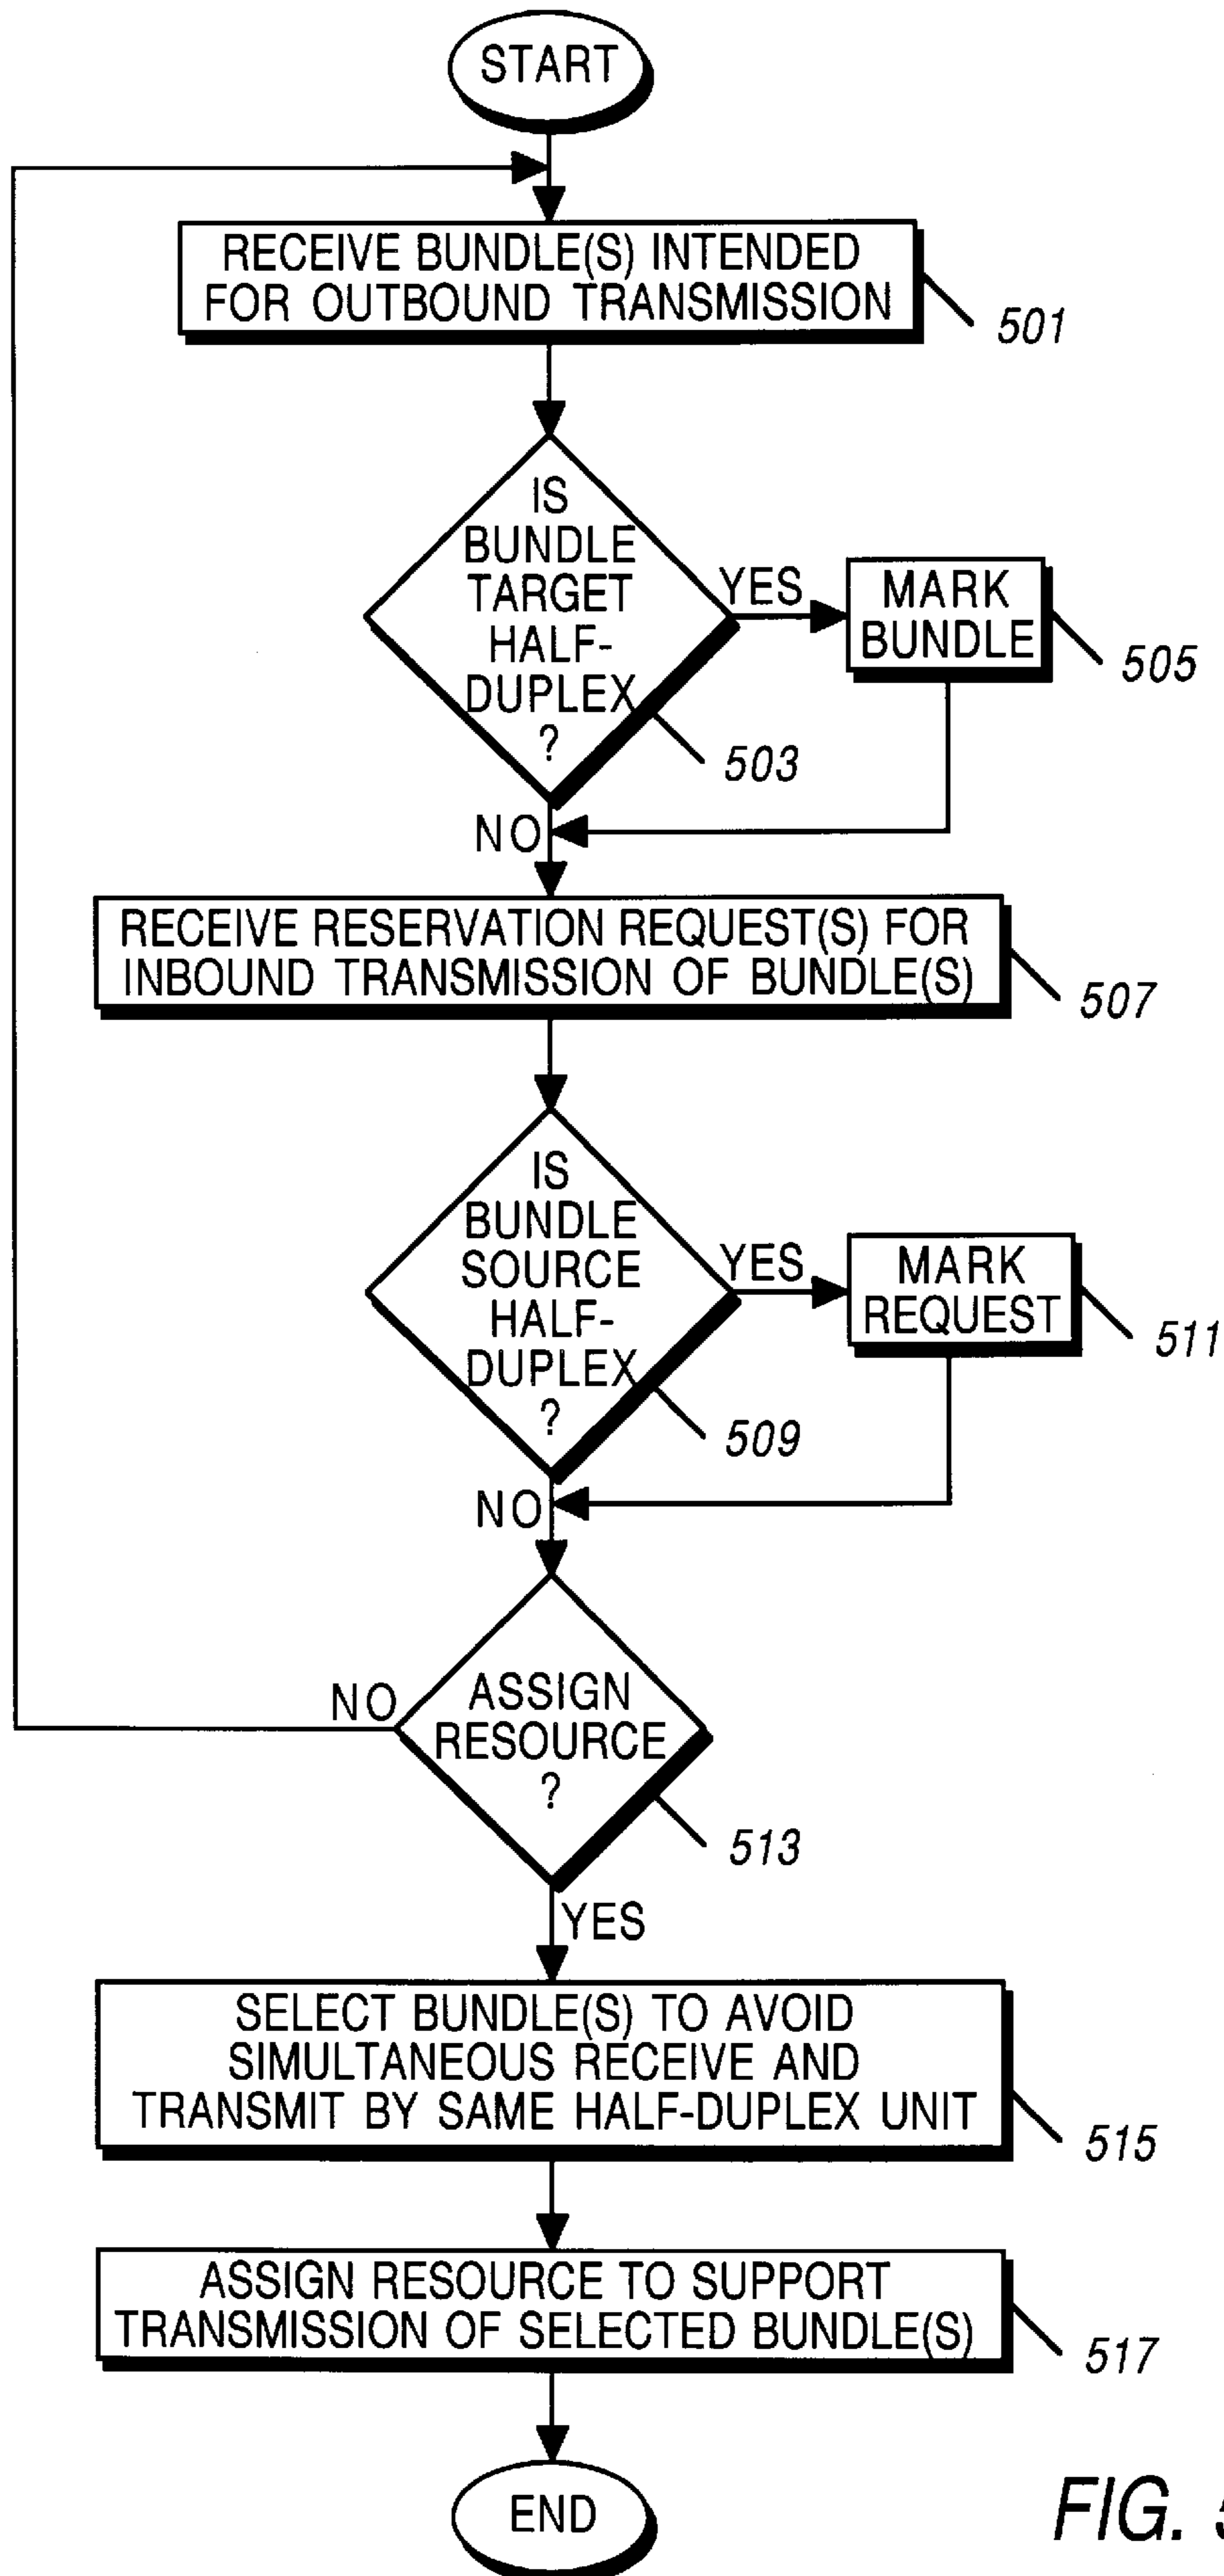 START
RECEIVE BUNDLE(S) INTENDED
FOR OUTBOUND TRANSMISSION
501
IS
BUNDLE
TARGET
HALF-
DUPLEX
?
YES
MARK
BUNDLE
505
503
NO
RECEIVE RESERVATION REQUEST(S) FOR
INBOUND TRANSMISSION OF BUNDLE(S)
507
IS
BUNDLE
SOURCE
HALF-
DUPLEX
?
YES
MARK
REQUEST
511
509
NO
NO
ASSIGN
RESOURCE
?
513
YES
SELECT BUNDLE(S) TO AVOID
SIMULTANEOUS RECEIVE AND
TRANSMIT BY SAME HALF-DUPLEX UNIT
515
ASSIGN RESOURCE TO SUPPORT
TRANSMISSION OF SELECTED BUNDLE(S)
517
END
FIG. 5